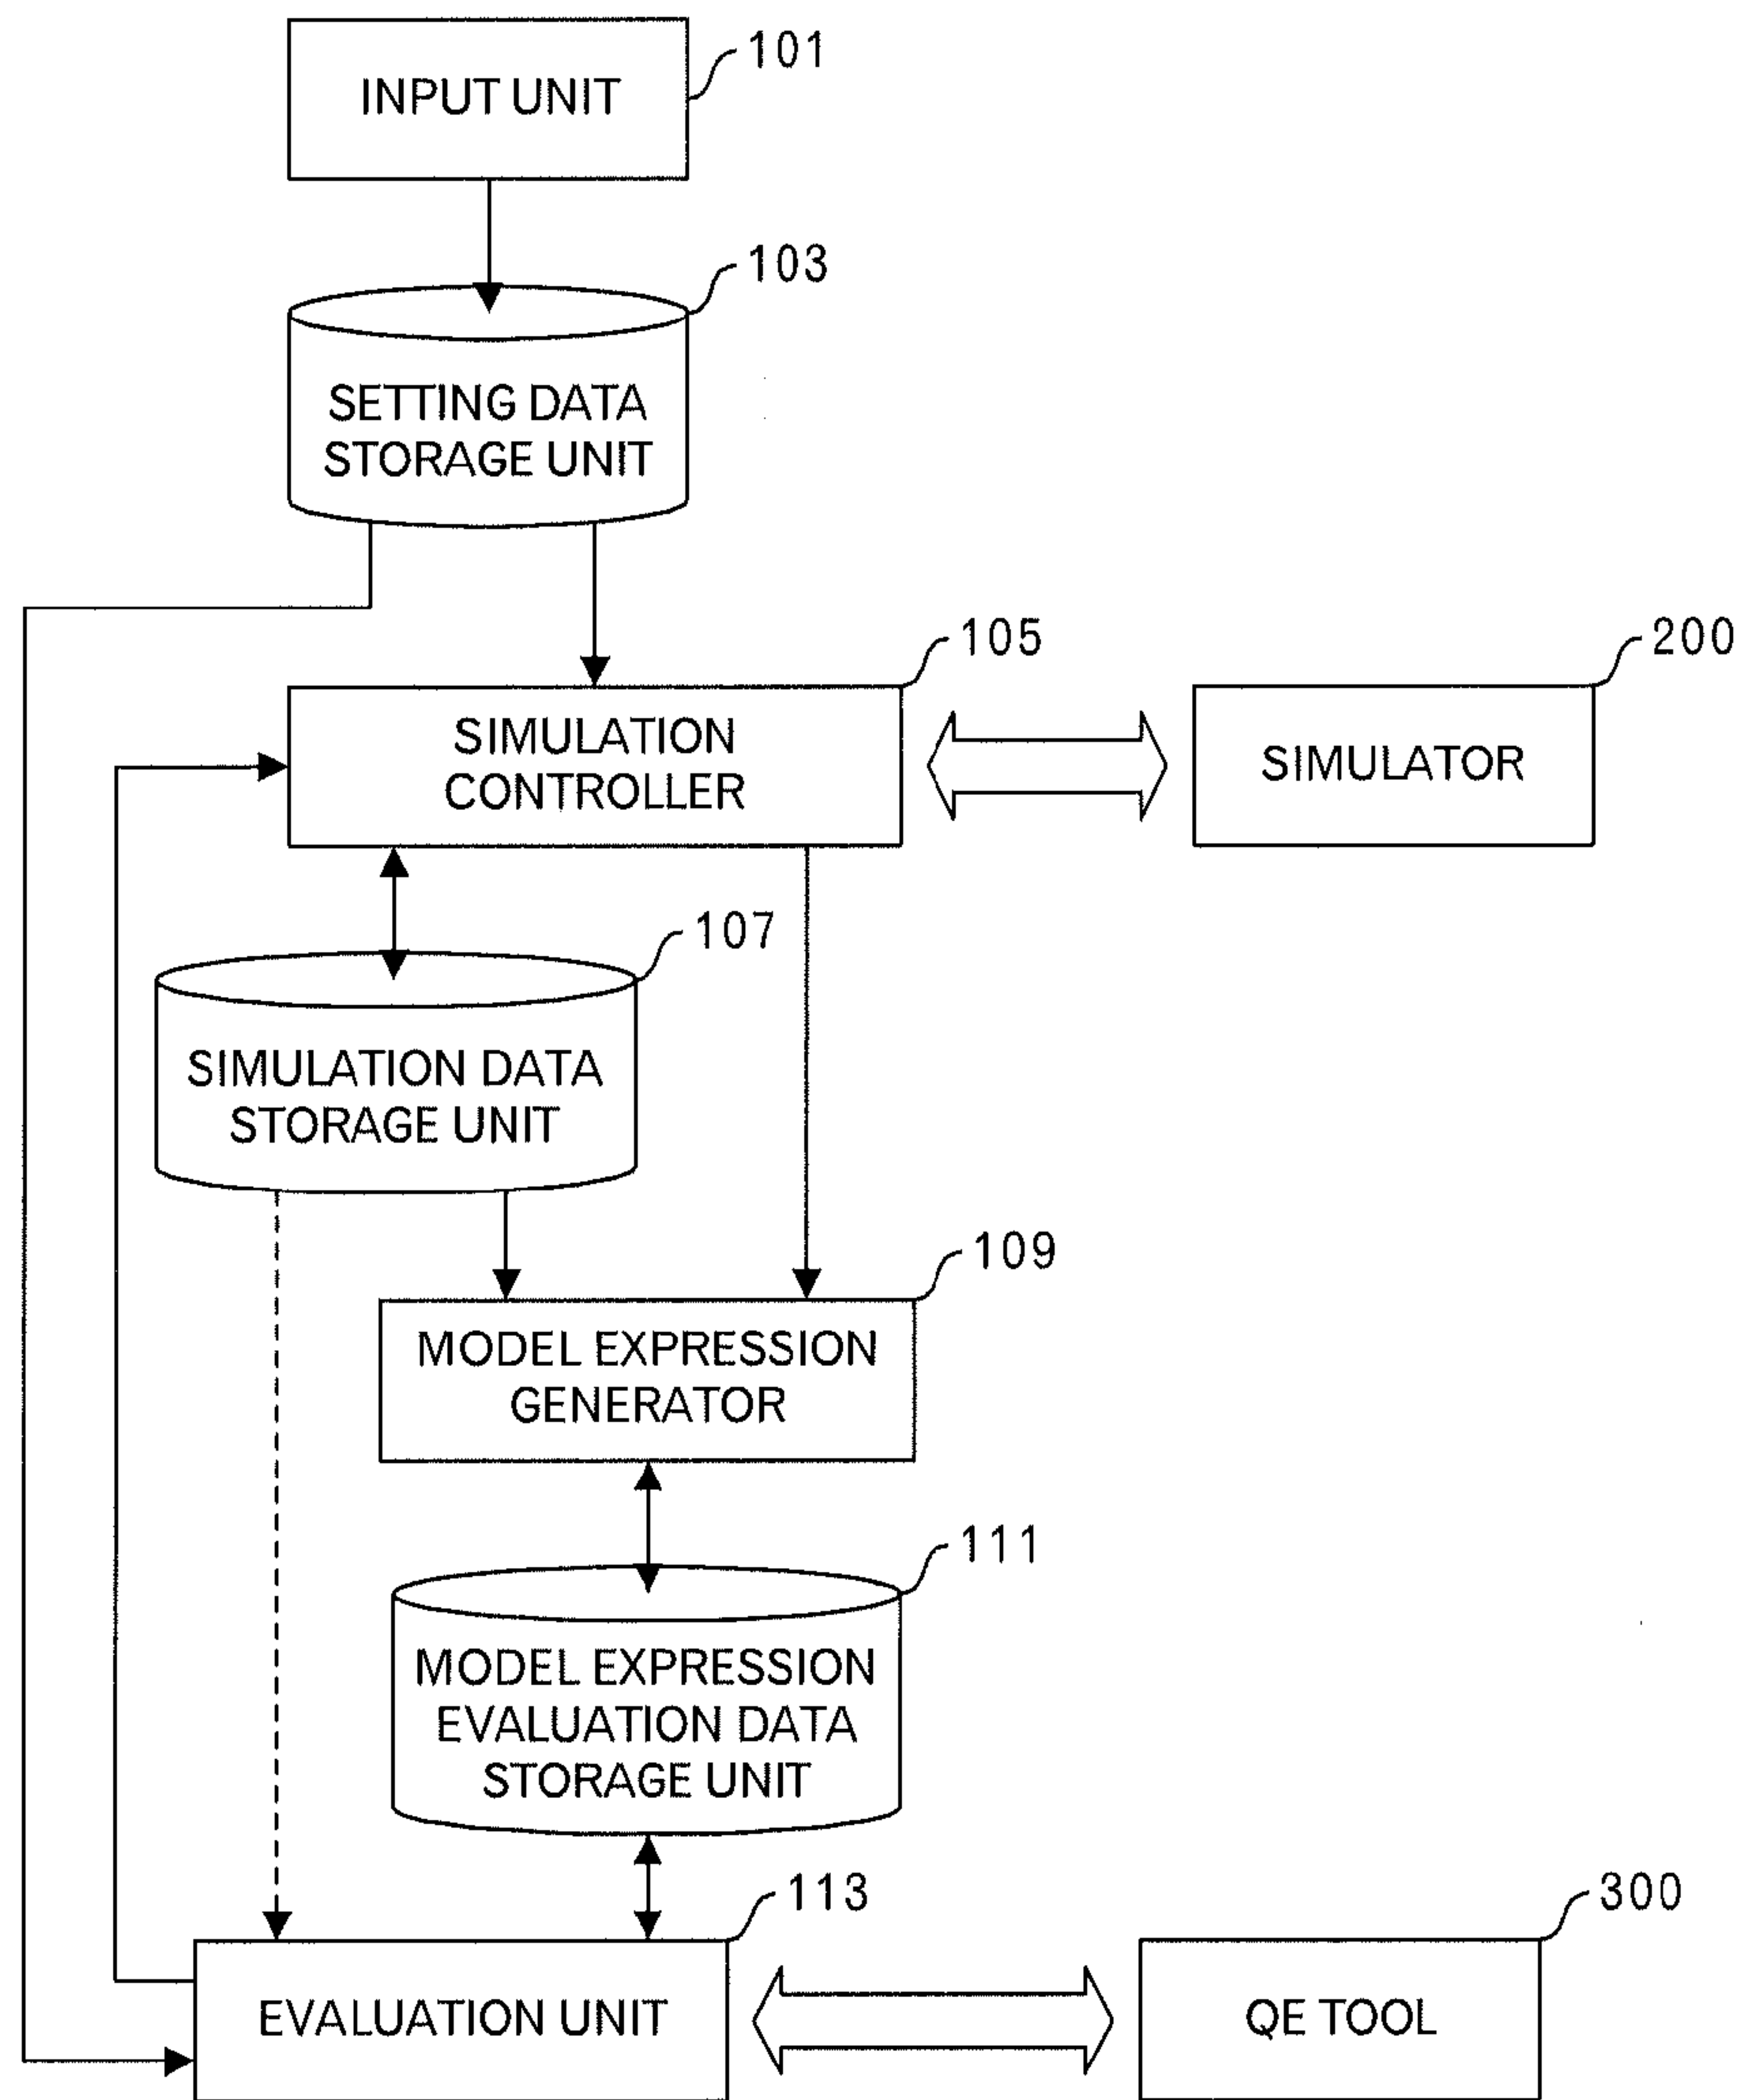 101
INPUT UNIT
103
SETTING DATA
STORAGE UNIT
105
SIMULATION
CONTROLLER
200
SIMULATOR
107
SIMULATION DATA
STORAGE UNIT
109
MODEL EXPRESSION
GENERATOR
111
MODEL EXPRESSION
EVALUATION DATA
STORAGE UNIT
113
EVALUATION UNIT
300
QE TOOL